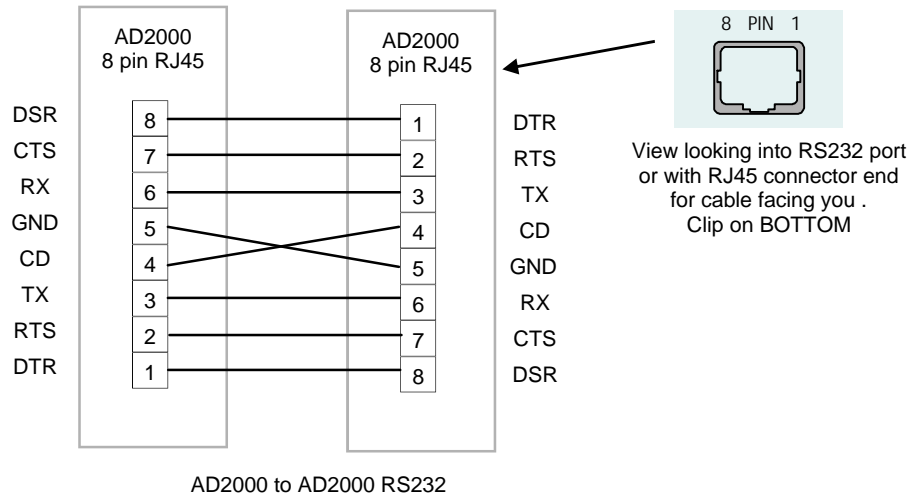 AD2000
8 pin RJ45
AD2000
8 pin RJ45
8 PIN 1
View looking into RS232 port
or with RJ45 connector end
for cable facing you .
Clip on BOTTOM
DSR 8 1 DTR
CTS 7 2 RTS
RX 6 3 TX
GND 5 4 CD
CD 4 5 GND
TX 3 6 RX
RTS 2 7 CTS
DTR 1 8 DSR
AD2000 to AD2000 RS232